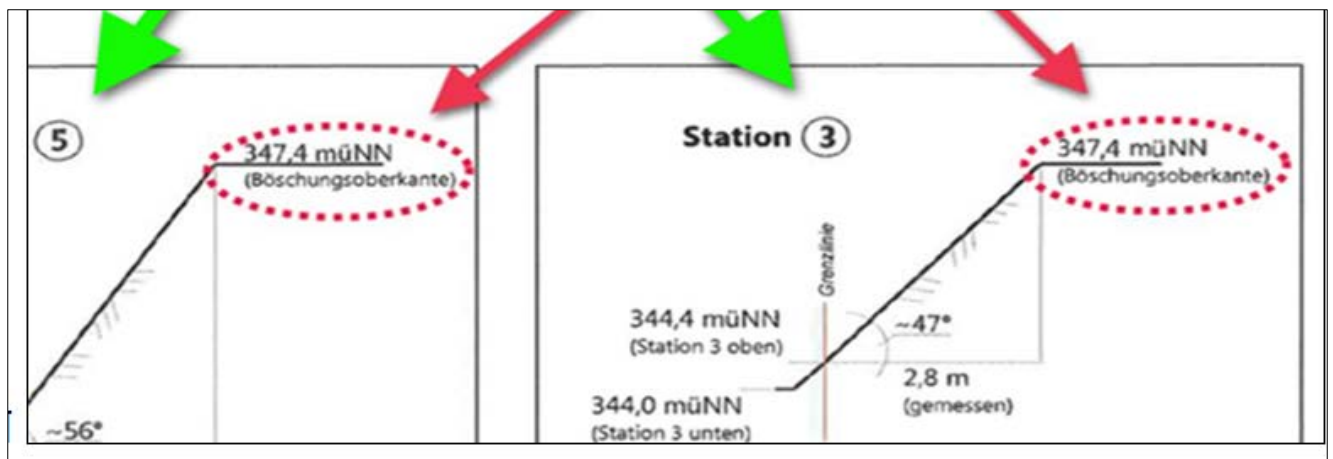 5
347,4 müNN
(Böschungsoberkante)
~56°
Station 3
347,4 müNN
(Böschungsoberkante)
Grenzlinie
344,4 müNN
(Station 3 oben)
~47°
2,8 m
(gemessen)
344,0 müNN
(Station 3 unten)